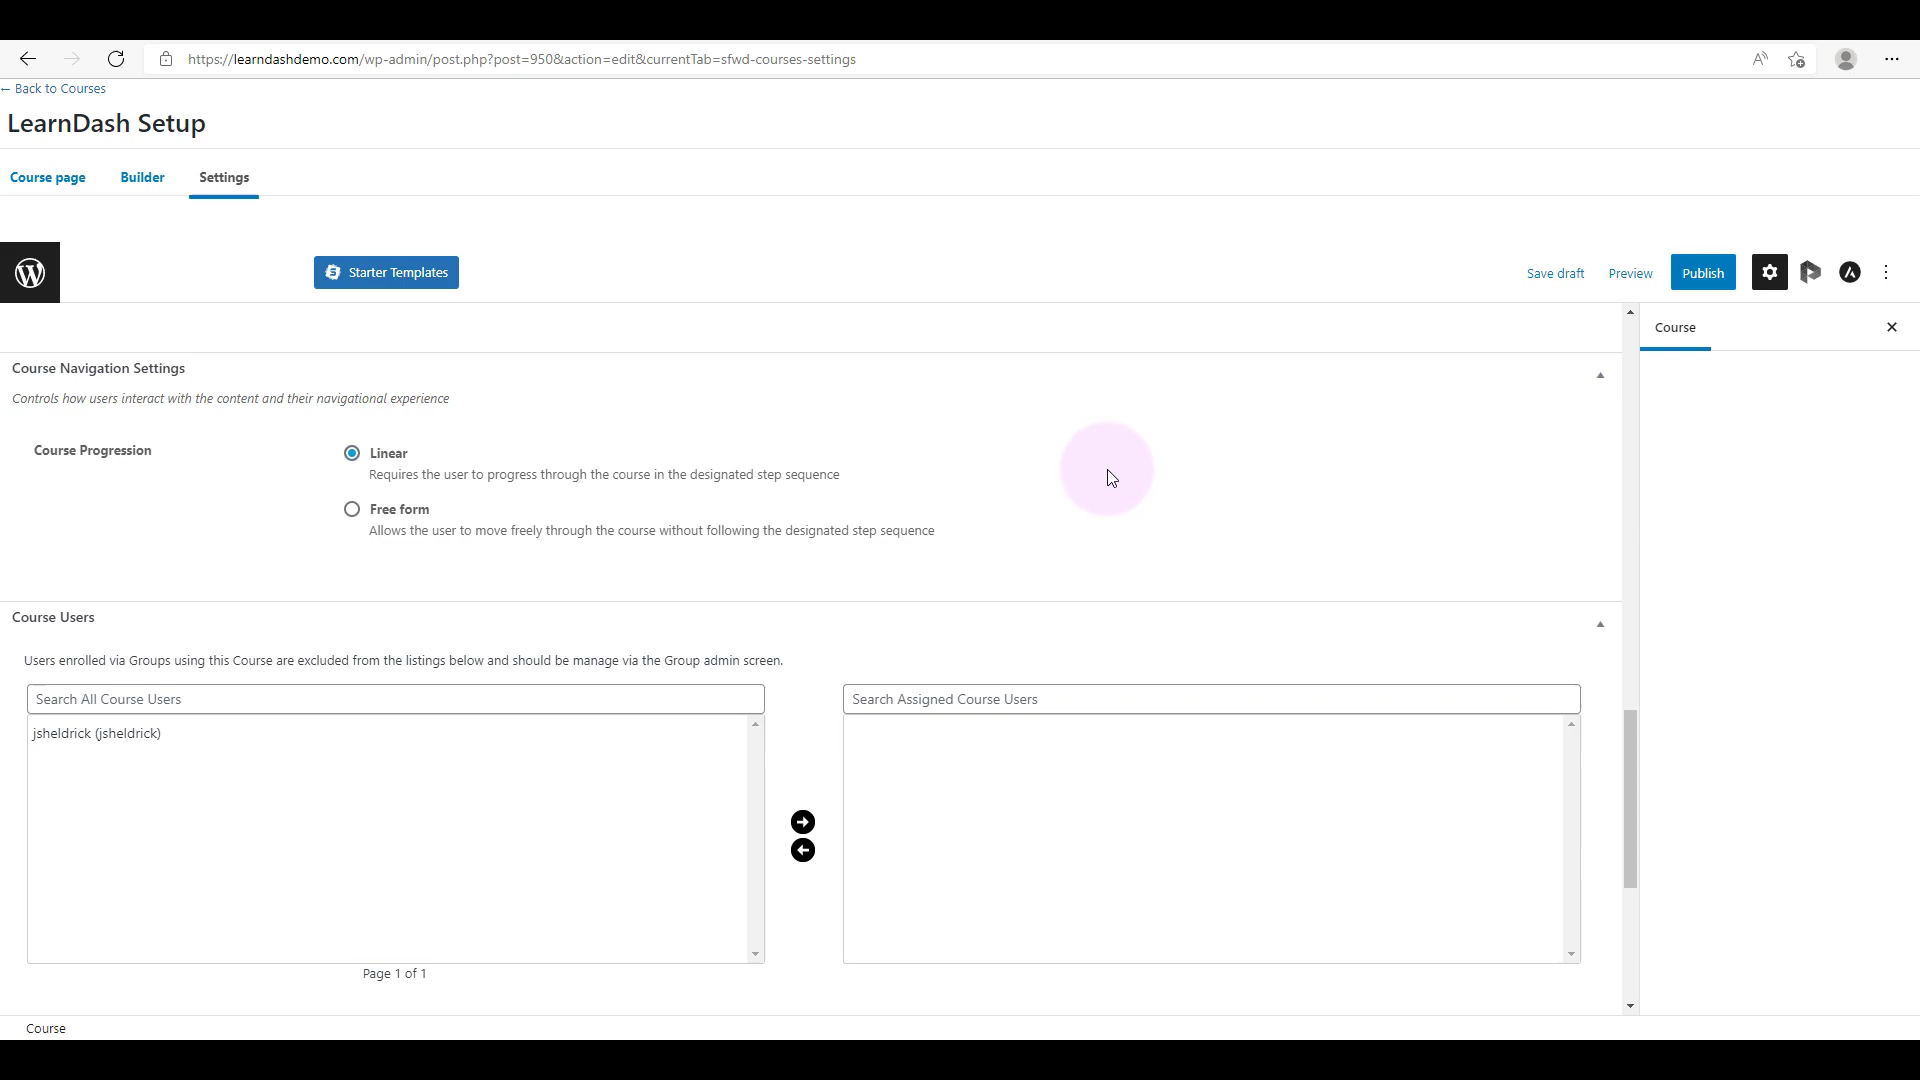 https://learndashdemo.com/wp-admin/post.php?post=950&action=edit&currentTab=sfwd-courses-settings
← Back to Courses
LearnDash Setup
Course page Builder Settings
Starter Templates Save draft Preview Publish
Course
Course Navigation Settings
Controls how users interact with the content and their navigational experience
Course Progression Linear
Requires the user to progress through the course in the designated step sequence
Free form
Allows the user to move freely through the course without following the designated step sequence
Course Users
Users enrolled via Groups using this Course are excluded from the listings below and should be manage via the Group admin screen.
Search All Course Users Search Assigned Course Users
jsheldrick (jsheldrick)
Page 1 of 1
Course